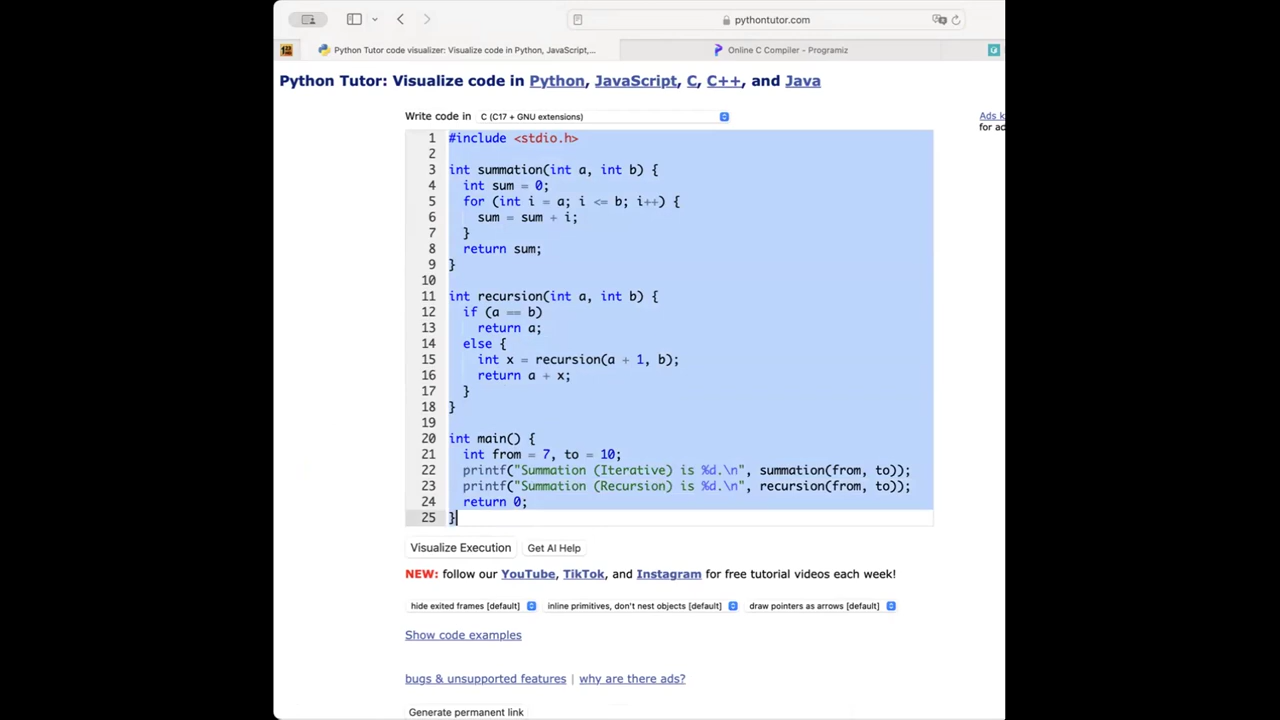 pythontutor.com
Python Tutor code visualizer: Visualize code in Python, JavaScript,...
Online C Compiler - Programiz
Python Tutor: Visualize code in Python, JavaScript, C, C++, and Java
Write code in C (C17 + GNU extensions)
Ads k
for ad
1 #include <stdio.h>
2
3 int summation(int a, int b) {
4 int sum = 0;
5 for (int i = a; i <= b; i++) {
6 sum = sum + i;
7 }
8 return sum;
9 }
10
11 int recursion(int a, int b) {
12 if (a == b)
13 return a;
14 else {
15 int x = recursion(a + 1, b);
16 return a + x;
17 }
18 }
19
20 int main() {
21 int from = 7, to = 10;
22 printf("Summation (Iterative) is %d.\n", summation(from, to));
23 printf("Summation (Recursion) is %d.\n", recursion(from, to));
24 return 0;
25 }
Visualize Execution Get AI Help
NEW: follow our YouTube, TikTok, and Instagram for free tutorial videos each week!
hide exited frames [default] inline primitives, don't nest objects [default] draw pointers as arrows [default]
Show code examples
bugs & unsupported features | why are there ads?
Generate permanent link